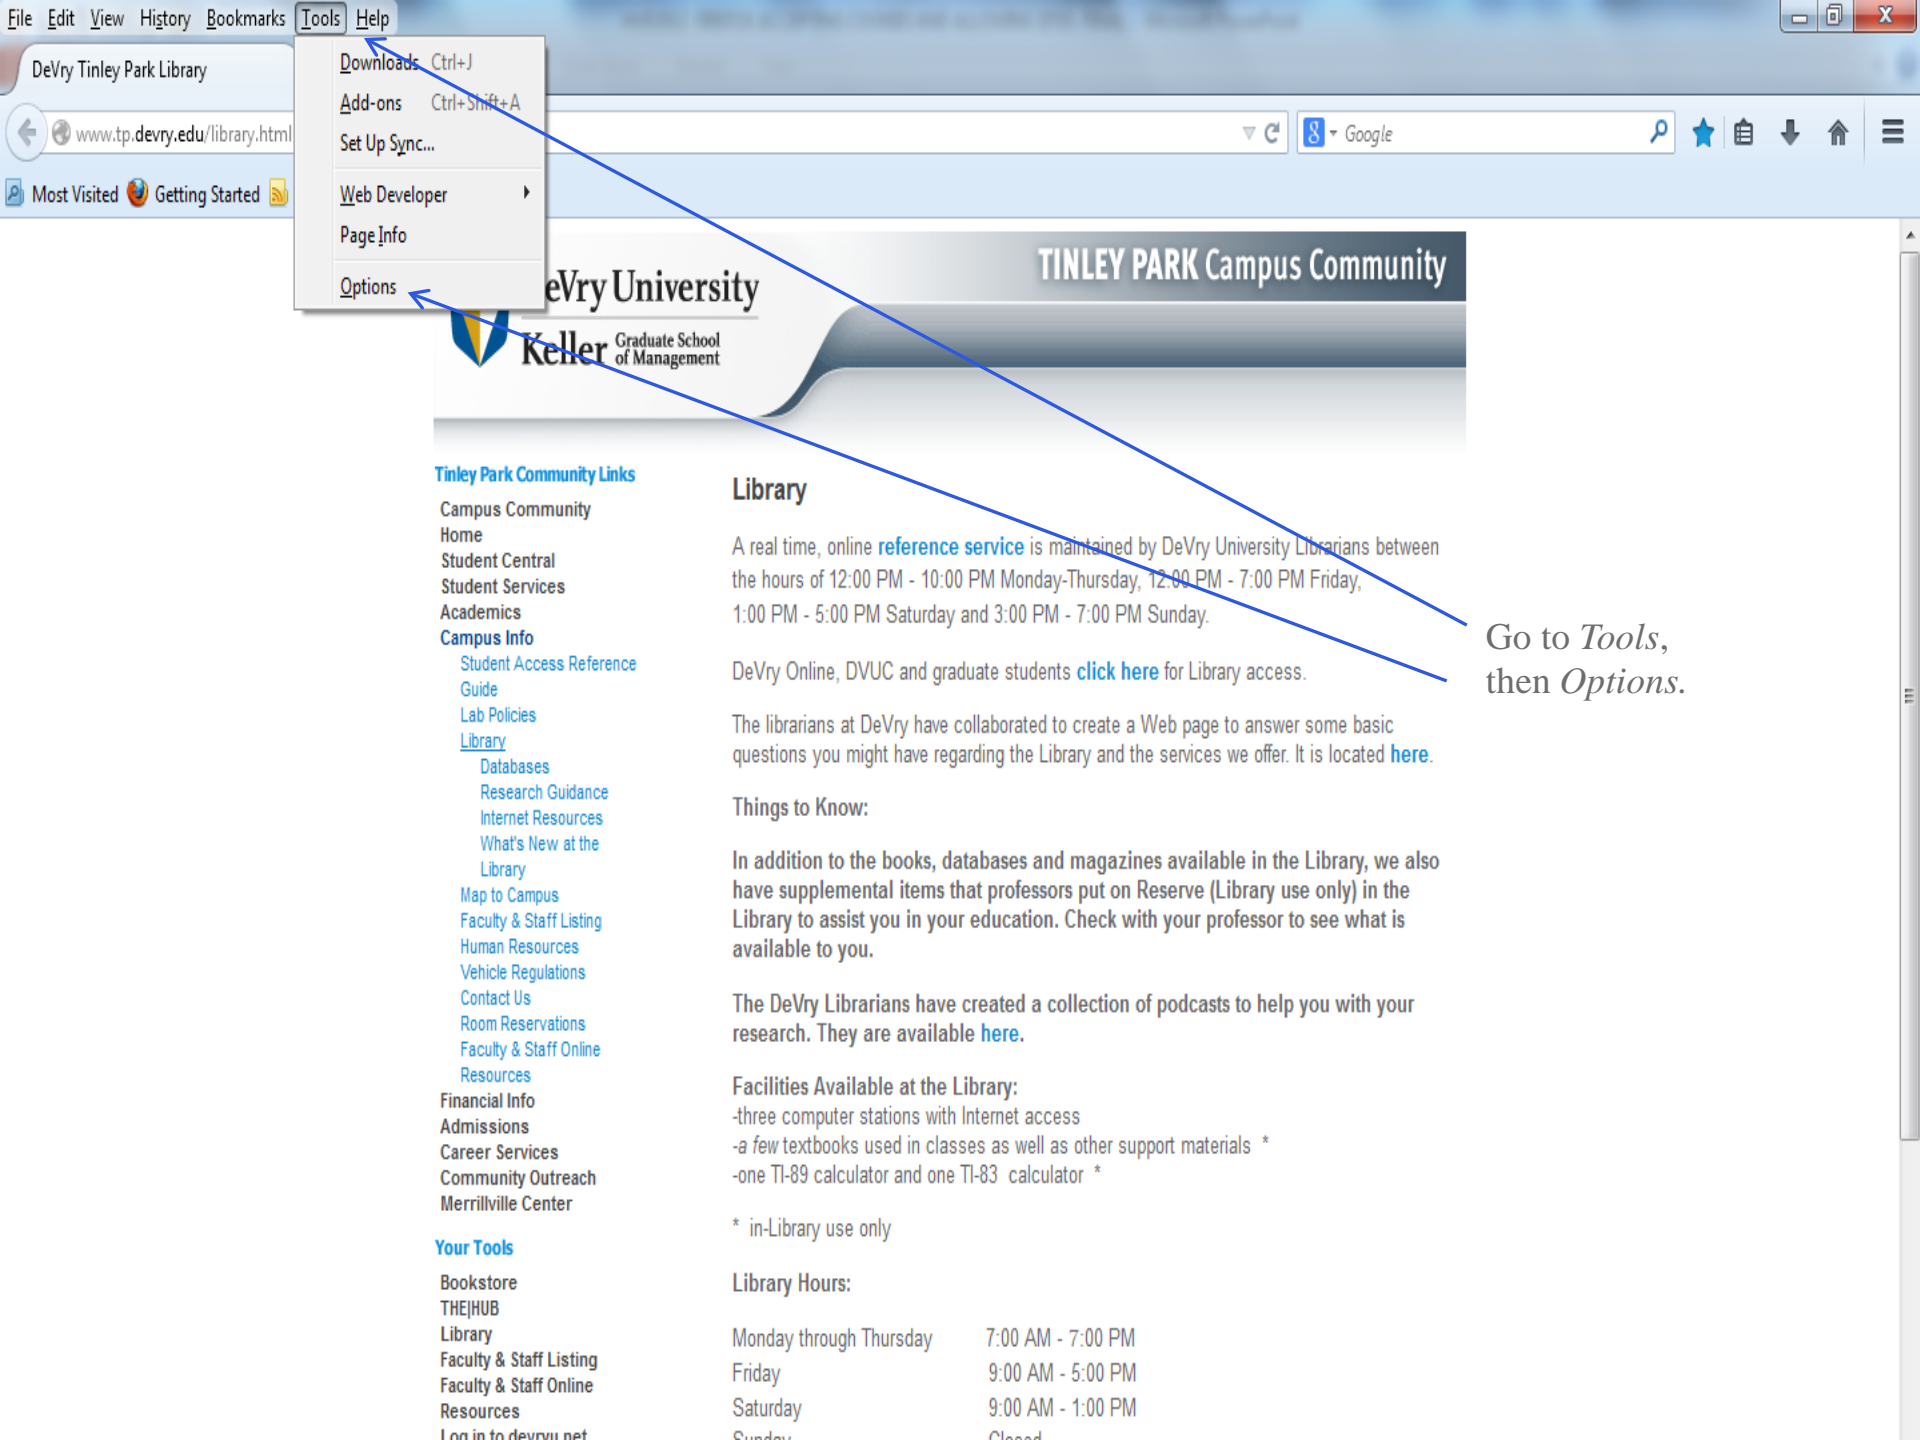 File Edit View History Bookmarks Tools Help
DeVry Tinley Park Library
Downloads Ctrl+J
Add-ons Ctrl+Shift+A
Set Up Sync...
Web Developer
Page Info
Options
www.tp.devry.edu/library.html
8 Google
Most Visited Getting Started
eVry University
Keller Graduate School
of Management
TINLEY PARK Campus Community
Tinley Park Community Links
Campus Community
Home
Student Central
Student Services
Academics
Campus Info
Student Access Reference
Guide
Lab Policies
Library
Databases
Research Guidance
Internet Resources
What's New at the
Library
Map to Campus
Faculty & Staff Listing
Human Resources
Vehicle Regulations
Contact Us
Room Reservations
Faculty & Staff Online
Resources
Financial Info
Admissions
Career Services
Community Outreach
Merrillville Center
Your Tools
Bookstore
THE|HUB
Library
Faculty & Staff Listing
Faculty & Staff Online
Resources
Log in to devryu.net
Library
A real time, online reference service is maintained by DeVry University Librarians between
the hours of 12:00 PM - 10:00 PM Monday-Thursday, 12:00 PM - 7:00 PM Friday,
1:00 PM - 5:00 PM Saturday and 3:00 PM - 7:00 PM Sunday.
DeVry Online, DVUC and graduate students click here for Library access.
The librarians at DeVry have collaborated to create a Web page to answer some basic
questions you might have regarding the Library and the services we offer. It is located here.
Things to Know:
In addition to the books, databases and magazines available in the Library, we also
have supplemental items that professors put on Reserve (Library use only) in the
Library to assist you in your education. Check with your professor to see what is
available to you.
The DeVry Librarians have created a collection of podcasts to help you with your
research. They are available here.
Facilities Available at the Library:
-three computer stations with Internet access
-a few textbooks used in classes as well as other support materials *
-one TI-89 calculator and one TI-83 calculator *
* in-Library use only
Library Hours:
Monday through Thursday 7:00 AM - 7:00 PM
Friday 9:00 AM - 5:00 PM
Saturday 9:00 AM - 1:00 PM
Sunday Closed
Go to Tools,
then Options.